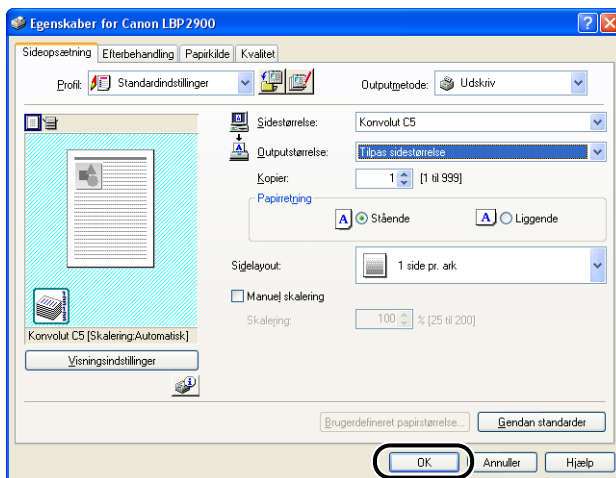 Egenskaber for Canon LBP2900
Sideopsætning Efterbehandling Papirkilde Kvalitet
Profil: Standardindstillinger Outputmetode: Udskriv
Sidestørrelse: Konvolut C5
Outputstørrelse: Tilpas sidestørrelse
Kopier: 1 [1 til 999]
Papirretning
A Stående A Liggende
Sidelayout: 1 side pr. ark
Manuel skalering
Skalering: 100 % [25 til 200]
Konvolut C5 [Skalering:Automatisk]
Visningsindstillinger
Brugerdefineret papirstørrelse... Gendan standarder
OK Annuller Hjælp